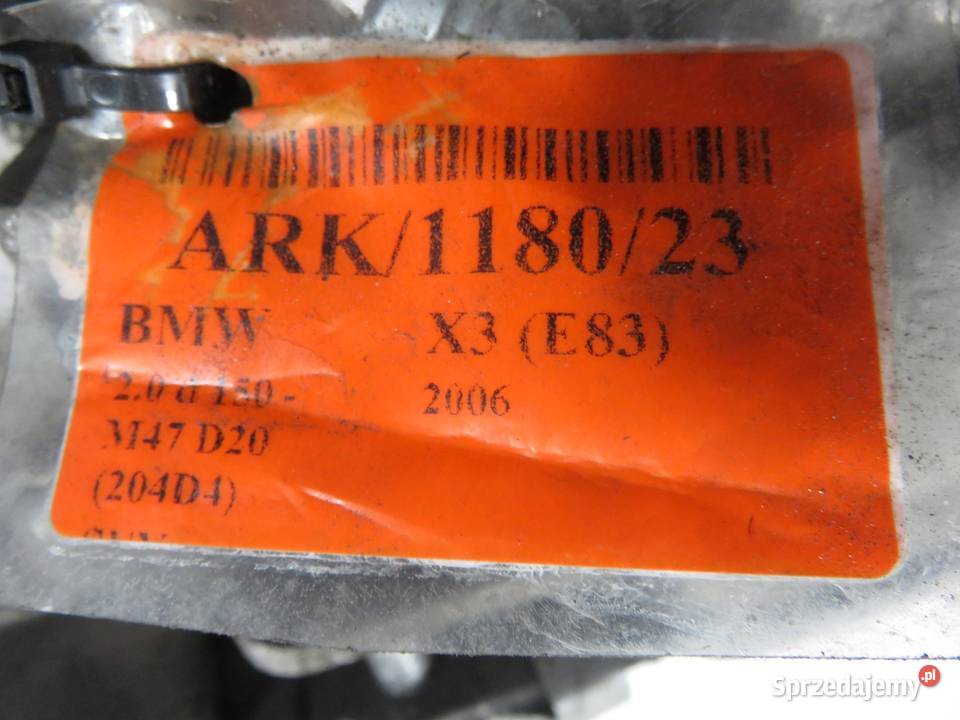 ARK/1180/23
BMW X3 (E83)
2.0 d 150 - 2006
M47 D20
(204D4)
Sprzedajemy.pl